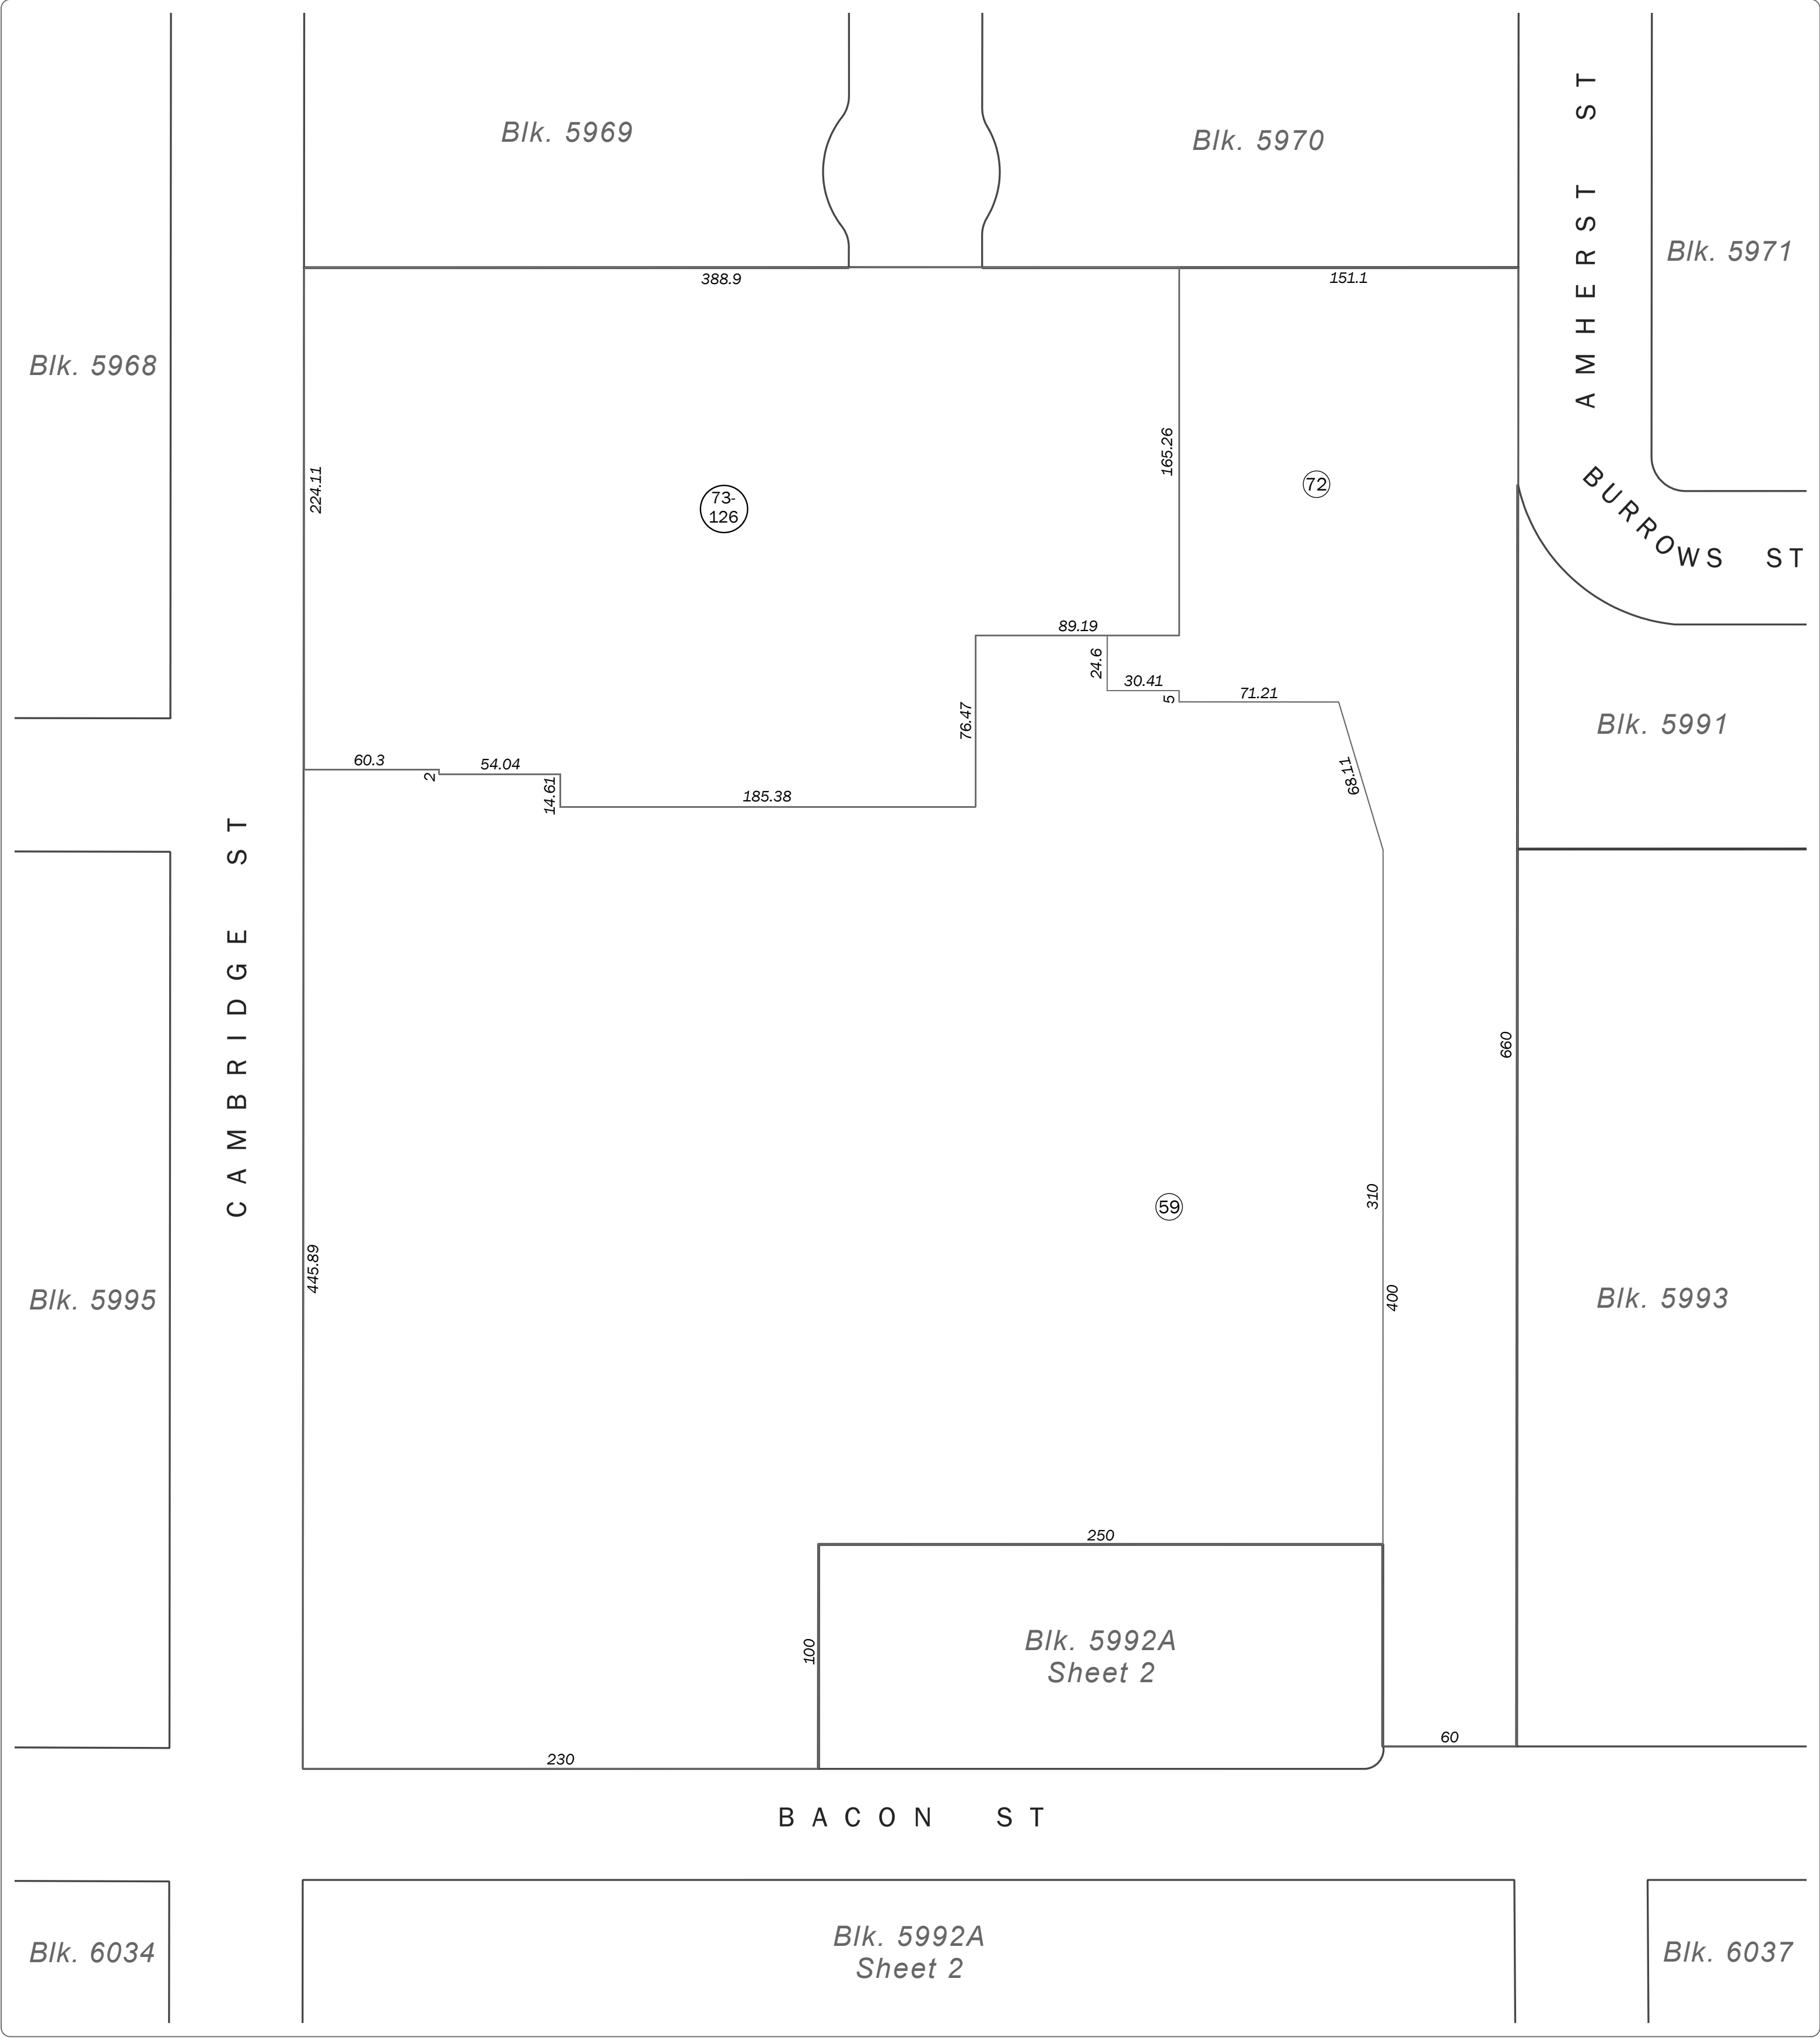 Blk. 5969
Blk. 5970
AMHERST ST
Blk. 5971
388.9
151.1
Blk. 5968
224.11
73-
126
165.26
72
BURROWS ST
89.19
24.6
30.41
5
71.21
76.47
68.11
Blk. 5991
60.3
2
54.04
14.61
185.38
CAMBRIDGE ST
660
310
59
445.89
400
Blk. 5995
Blk. 5993
250
100
Blk. 5992A
Sheet 2
60
230
BACON ST
Blk. 6034
Blk. 5992A
Sheet 2
Blk. 6037